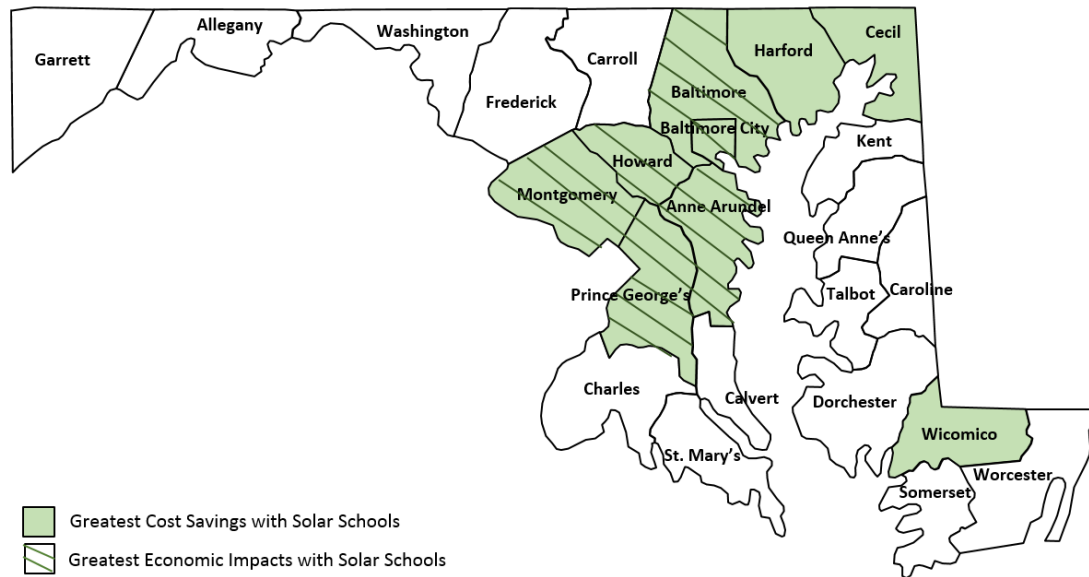 Garrett
Allegany
Washington
Frederick
Carroll
Baltimore
Baltimore City
Harford
Cecil
Kent
Howard
Montgomery
Anne Arundel
Queen Anne's
Prince George's
Talbot
Caroline
Charles
Calvert
Dorchester
St. Mary's
Wicomico
Somerset
Worcester
Greatest Cost Savings with Solar Schools
Greatest Economic Impacts with Solar Schools